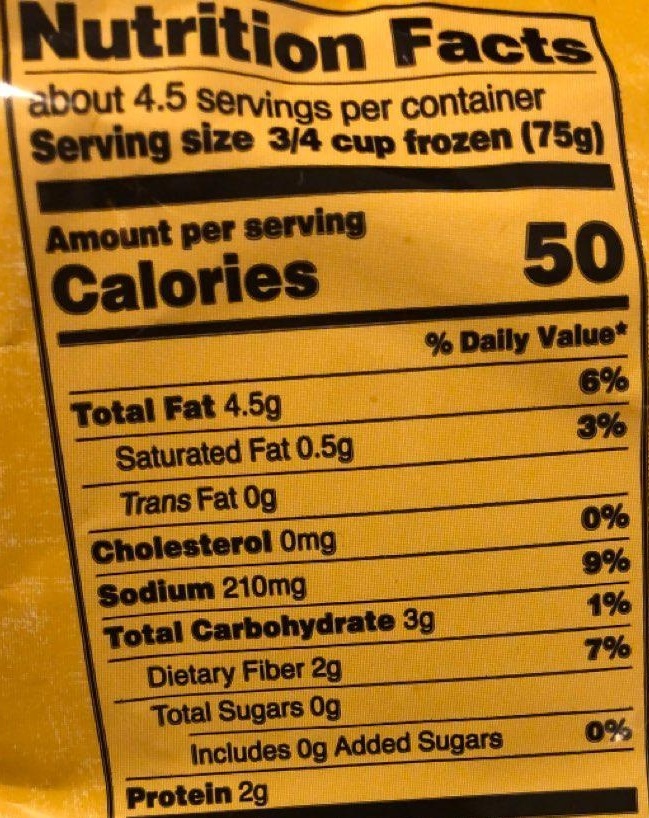 Nutrition Facts
about 4.5 servings per container
Serving size 3/4 cup frozen (75g)
Amount per serving
Calories 50
% Daily Value*
Total Fat 4.5g 6%
Saturated Fat 0.5g 3%
Trans Fat 0g
Cholesterol 0mg 0%
Sodium 210mg 9%
Total Carbohydrate 3g 1%
Dietary Fiber 2g 7%
Total Sugars 0g
Includes 0g Added Sugars 0%
Protein 2g